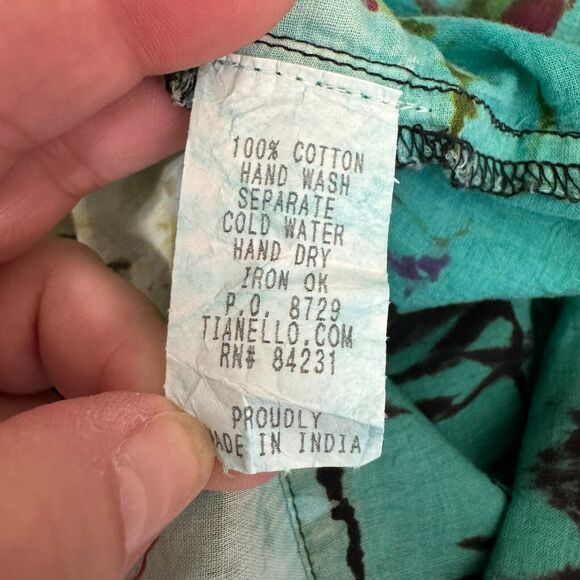 100% COTTON
HAND WASH
SEPARATE
COLD WATER
HAND DRY
IRON OK
P.O. 8729
TIANELLO.COM
RN# 84231
PROUDLY
MADE IN INDIA